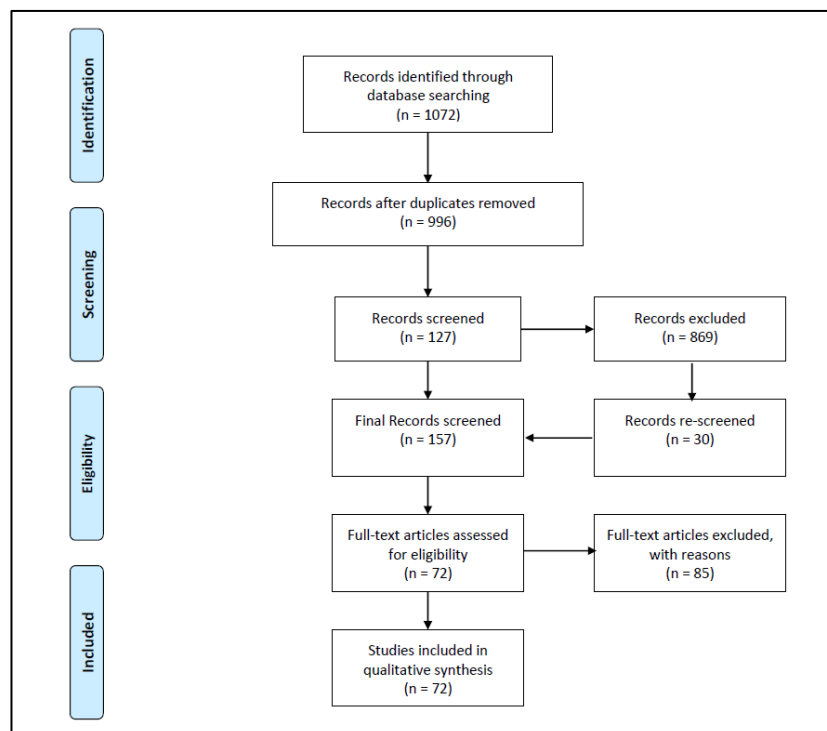 Identification
Records identified through
database searching
(n = 1072)
Records after duplicates removed
(n = 996)
Screening
Records screened
(n = 127)
Records excluded
(n = 869)
Eligibility
Final Records screened
(n = 157)
Records re-screened
(n = 30)
Full-text articles assessed
for eligibility
(n = 72)
Full-text articles excluded,
with reasons
(n = 85)
Included
Studies included in
qualitative synthesis
(n = 72)